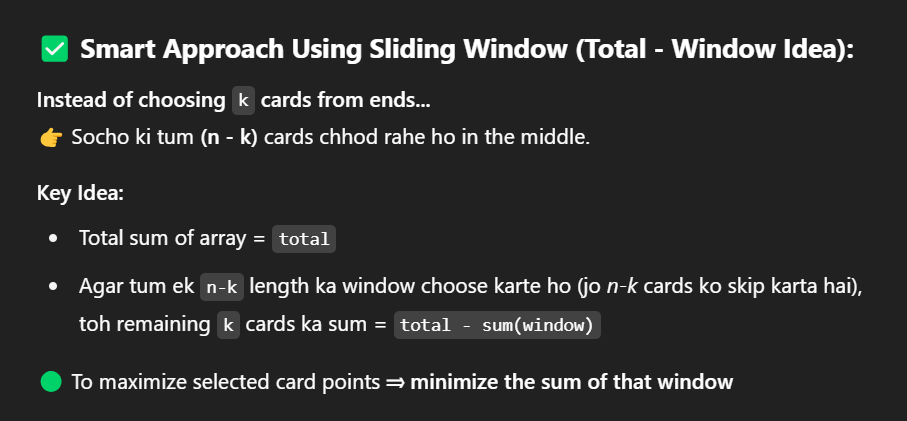 ✅ Smart Approach Using Sliding Window (Total - Window Idea):
Instead of choosing k cards from ends...
👉 Socho ki tum (n - k) cards chhod rahe ho in the middle.
Key Idea:
• Total sum of array = total
• Agar tum ek n-k length ka window choose karte ho (jo n-k cards ko skip karta hai),
toh remaining k cards ka sum = total - sum(window)
🟢 To maximize selected card points ⟹ minimize the sum of that window